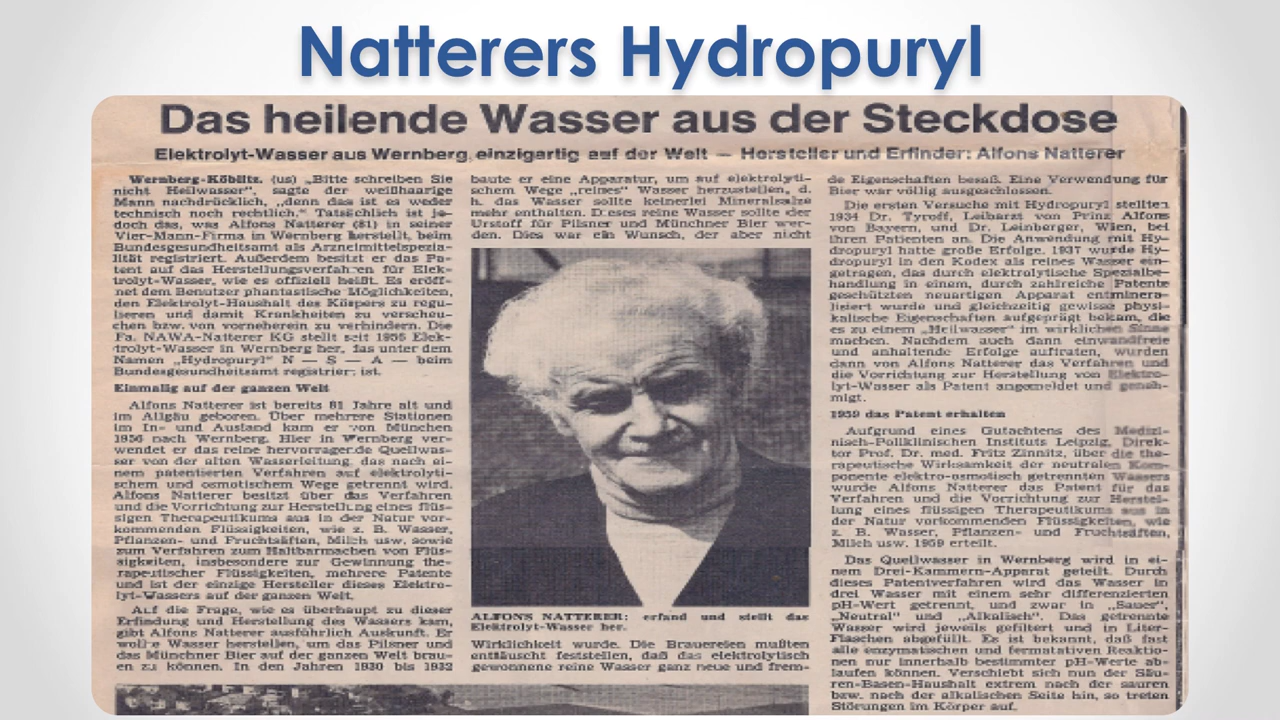 Natterers Hydropuryl
Das heilende Wasser aus der Steckdose
Elektrolyt-Wasser aus Wernberg einzigartig auf der Welt — Hersteller und Erfinder: Alfons Natterer
Wernberg-Köblitz. (us) „Bitte schreiben Sie
nicht Heilwasser“, sagte der weißhaarige
Mann nachdrücklich, „denn das ist es weder
technisch noch rechtlich.“ Tatsächlich ist je-
doch das, was Alfons Natterer (81) in seiner
Vier-Mann-Firma in Wernberg herstellt, beim
Bundesgesundheitsamt als Arzneimittelspezia-
lität registriert. Außerdem besitzt er das Pa-
tent auf das Herstellungsverfahren für Elek-
trolyt-Wasser, wie es offiziell heißt. Es eröff-
net dem Benutzer phantastische Möglichkeiten,
den Elektrolyt-Haushalt des Körpers zu regu-
lieren und damit Krankheiten zu verscheu-
chen bzw. von vorneherein zu verhindern. Die
Fa. NAWA-Natterer KG stellt seit 1956 Elek-
trolyt-Wasser in Wernberg her, das unter dem
Namen „Hydropuryl“ N — S — A — beim
Bundesgesundheitsamt registriert ist.
Einmalig auf der ganzen Welt
Alfons Natterer ist bereits 81 Jahre alt und
im Allgäu geboren. Über mehrere Stationen
im In- und Ausland kam er von München
1956 nach Wernberg. Hier in Wernberg ver-
wendet er das reine hervorragende Quellwas-
ser von der alten Wasserleitung, das nach ei-
nem patentierten Verfahren auf elektrolyti-
schem und osmotischem Wege getrennt wird.
Alfons Natterer besitzt über das Verfahren
und die Vorrichtung zur Herstellung eines flüs-
sigen Therapeutikums aus in der Natur vor-
kommenden Flüssigkeiten, wie z. B. Wasser,
Pflanzen- und Fruchtsäften, Milch usw. sowie
zum Verfahren zum Haltbarmachen von Flüs-
sigkeiten, insbesondere zur Gewinnung the-
rapeutischer Flüssigkeiten, mehrere Patente
und ist der einzige Hersteller dieses Elektro-
lyt-Wassers auf der ganzen Welt.
Auf die Frage, wie es überhaupt zu dieser
Erfindung und Herstellung des Wassers kam,
gibt Alfons Natterer ausführlich Auskunft. Er
wollte Wasser herstellen, um das Pilsner und
das Münchner Bier auf der ganzen Welt brau-
en zu können. In den Jahren 1930 bis 1932
baute er eine Apparatur, um auf elektrolyti-
schem Wege „reines“ Wasser herzustellen, d.
h. das Wasser sollte keinerlei Mineralsalze
mehr enthalten. Dieses reine Wasser sollte der
Urstoff für Pilsner und Münchner Bier wer-
den. Dies war ein Wunsch, der aber nicht
ALFONS NATTERER: erfand und stellt das
Elektrolyt-Wasser her.
Wirklichkeit wurde. Die Brauereien mußten
enttäuscht feststellen, daß das elektrolytisch
gewonnene reine Wasser ganz neue und frem-
de Eigenschaften besaß. Eine Verwendung für
Bier war völlig ausgeschlossen.
Die ersten Versuche mit Hydropuryl stellten
1934 Dr. Tyroff, Leibarzt von Prinz Alfons
von Bayern, und Dr. Leinberger, Wien, bei
ihren Patienten an. Die Anwendung mit Hy-
dropuryl hatte große Erfolge. 1937 wurde Hy-
dropuryl in den Kodex als reines Wasser ein-
getragen, das durch elektrolytische Spezialbe-
handlung in einem, durch zahlreiche Patente
geschützten neuartigen Apparat entminera-
lisiert wurde und gleichzeitig gewisse physi-
kalische Eigenschaften aufgeprägt bekam, die
es zu einem „Heilwasser“ im wirklichen Sinne
machen. Nachdem auch dann einwandfreie
und anhaltende Erfolge auftraten, wurden
dann von Alfons Natterer das Verfahren und
die Vorrichtung zur Herstellung von Elektro-
lyt-Wasser als Patent angemeldet und geneh-
migt.
1959 das Patent erhalten
Aufgrund eines Gutachtens des Medizi-
nisch-Poliklinischen Instituts Leipzig, Direk-
tor Prof. Dr. med. Fritz Zinnitz, über die the-
rapeutische Wirksamkeit der neutralen Kom-
ponente elektro-osmotisch getrennten Wassers
wurde Alfons Natterer das Patent für das
Verfahren und die Vorrichtung zur Herstel-
lung eines flüssigen Therapeutikums aus in
der Natur vorkommenden Flüssigkeiten, wie
z. B. Wasser, Pflanzen- und Fruchtsäften,
Milch usw. 1959 erteilt.
Das Quellwasser in Wernberg wird in ei-
nem Drei-Kammern-Apparat geteilt. Durch
dieses Patentverfahren wird das Wasser in
drei Wasser mit einem sehr differenzierten
pH-Wert getrennt, und zwar in „Sauer“,
„Neutral“ und „Alkalisch“. Das getrennte
Wasser wird jeweils gefiltert und in Liter-
Flaschen abgefüllt. Es ist bekannt, daß fast
alle enzymatischen und fermatativen Reaktio-
nen nur innerhalb bestimmter pH-Werte ab-
laufen können. Verschiebt sich nun der Säu-
ren-Basen-Haushalt extrem nach der sauren
bzw. nach der alkalischen Seite hin, so treten
Störungen im Körper auf.